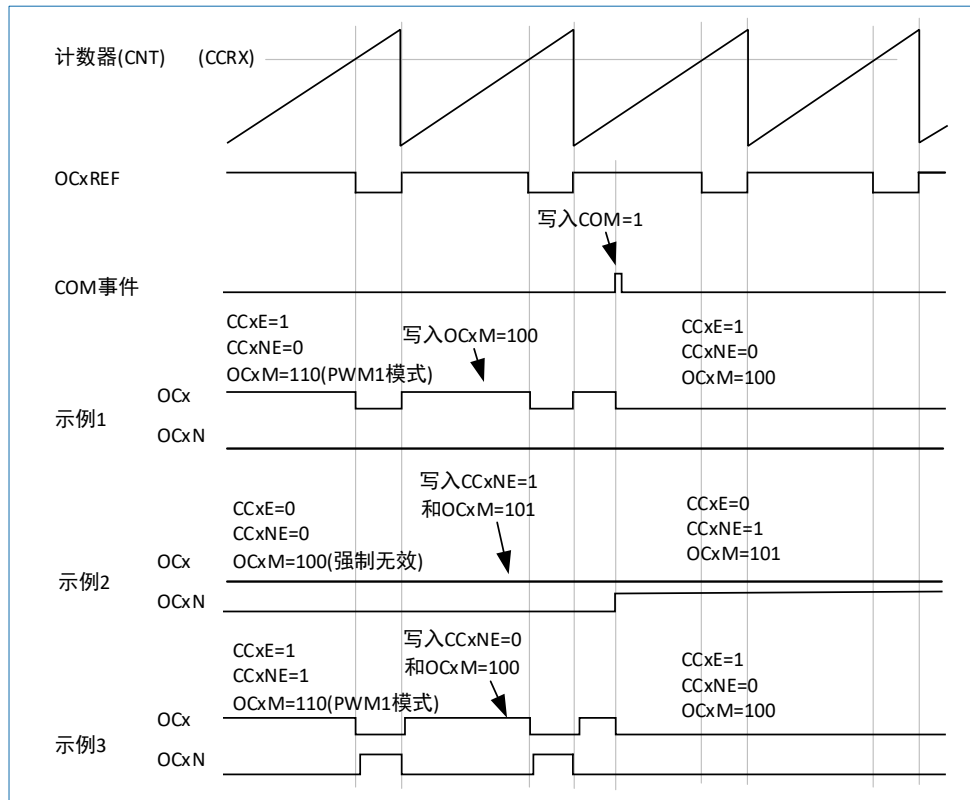 计数器(CNT) (CCRX)
OCxREF
写入COM=1
COM事件
CCxE=1
CCxNE=0
OCxM=110(PWM1模式)
写入OCxM=100
CCxE=1
CCxNE=0
OCxM=100
OCx
示例1
OCxN
CCxE=0
CCxNE=0
OCxM=100(强制无效)
写入CCxNE=1
和OCxM=101
CCxE=0
CCxNE=1
OCxM=101
OCx
示例2
OCxN
CCxE=1
CCxNE=1
OCxM=110(PWM1模式)
写入CCxNE=0
和OCxM=100
CCxE=1
CCxNE=0
OCxM=100
OCx
示例3
OCxN